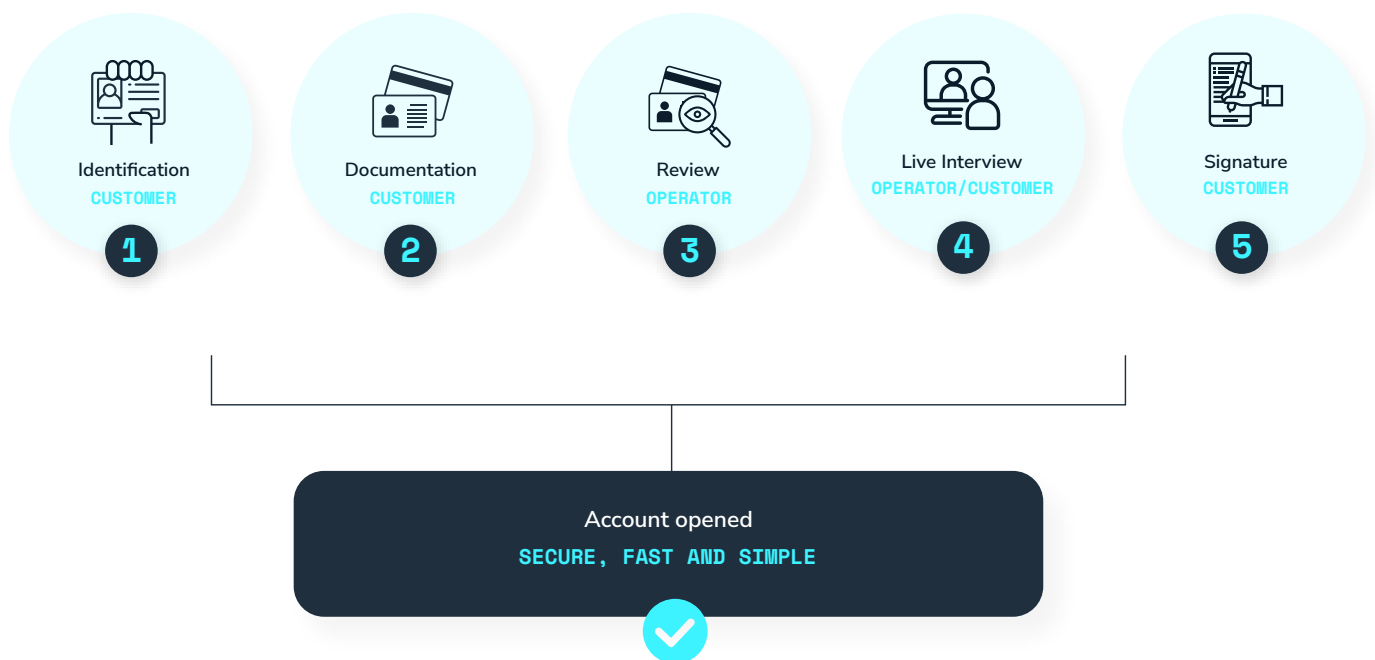 Identification
CUSTOMER
1
Documentation
CUSTOMER
2
Review
OPERATOR
3
Live Interview
OPERATOR/CUSTOMER
4
Signature
CUSTOMER
5
Account opened
SECURE, FAST AND SIMPLE